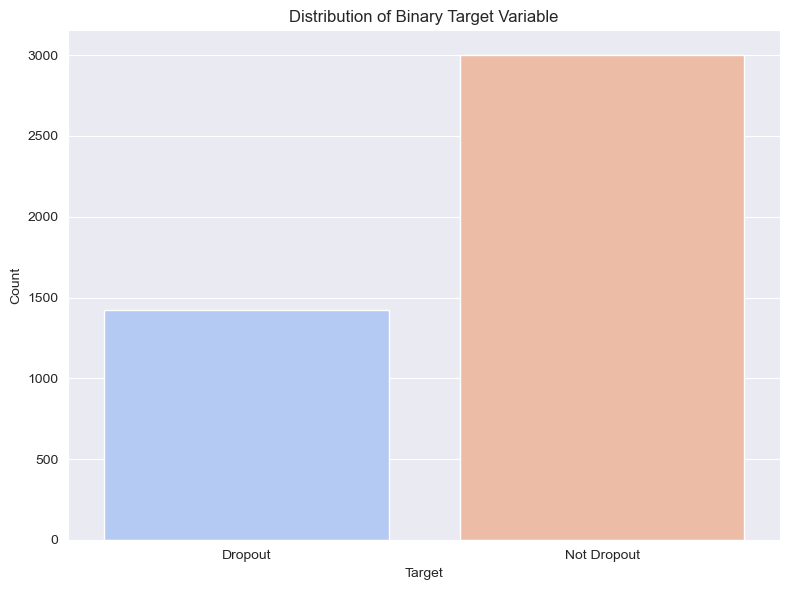 Distribution of Binary Target Variable
3000
2500
2000
1500
1000
500
0
Count
Dropout
Not Dropout
Target